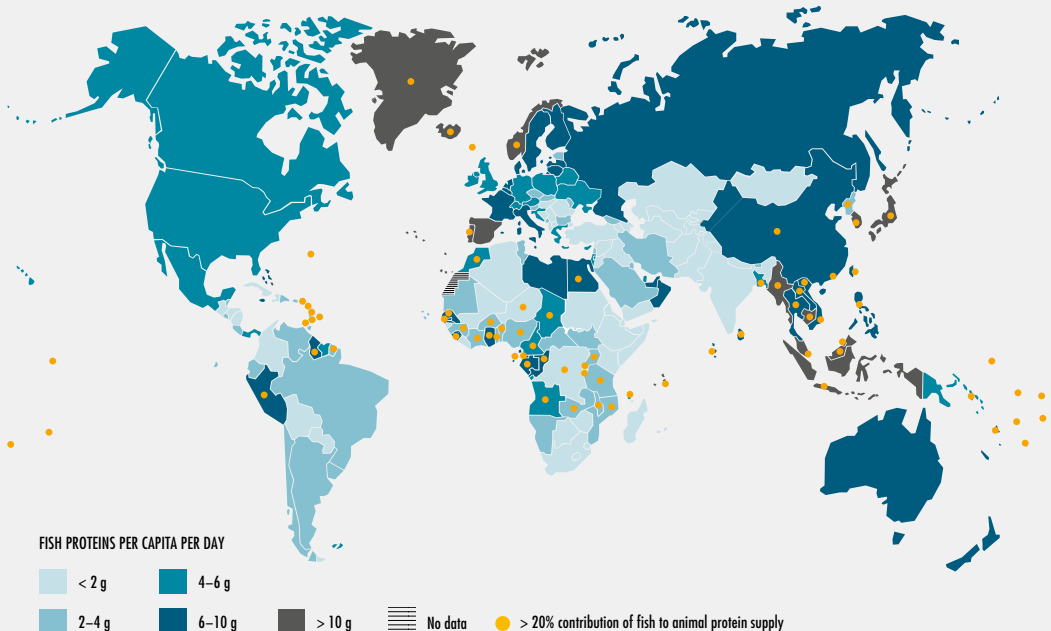 FISH PROTEINS PER CAPITA PER DAY
< 2 g
4–6 g
2–4 g
6–10 g
> 10 g
No data
> 20% contribution of fish to animal protein supply